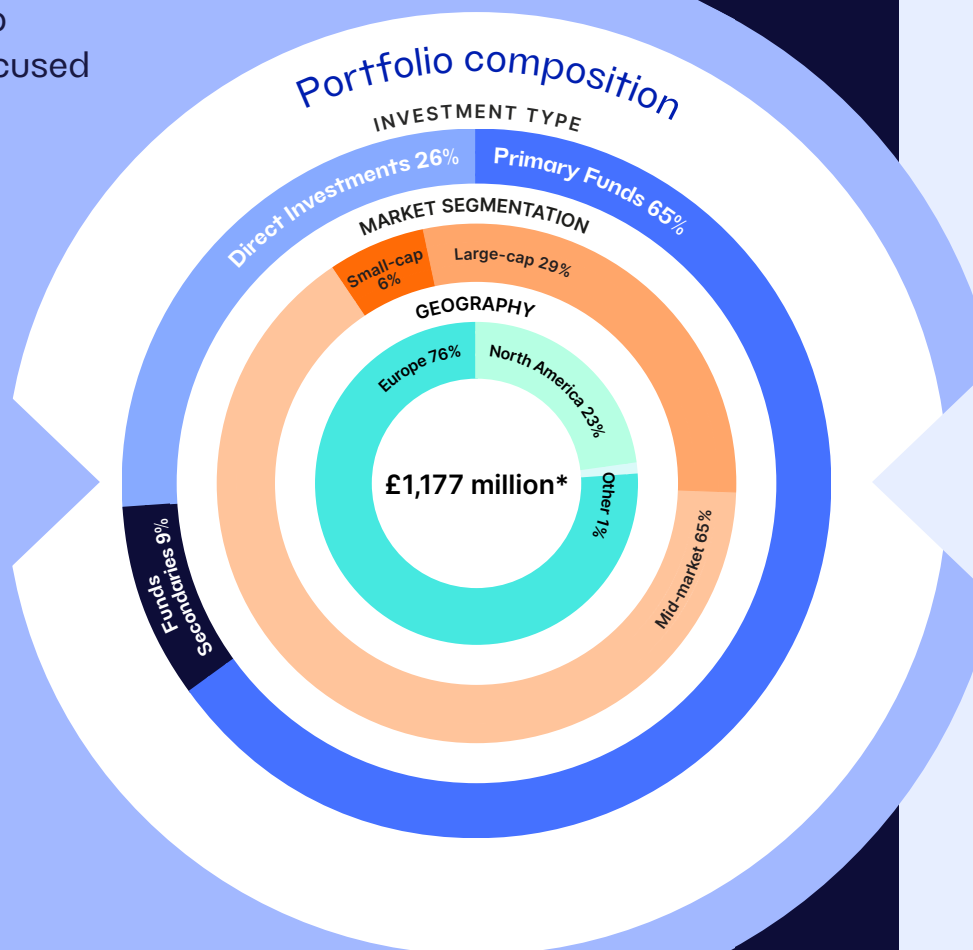 cused
Portfolio composition
INVESTMENT TYPE
Direct Investments 26%
Primary Funds 65%
Funds
Secondaries 9%
MARKET SEGMENTATION
Small-cap
6%
Large-cap 29%
Mid-market 65%
GEOGRAPHY
Europe 76%
North America 23%
Other 1%
£1,177 million*